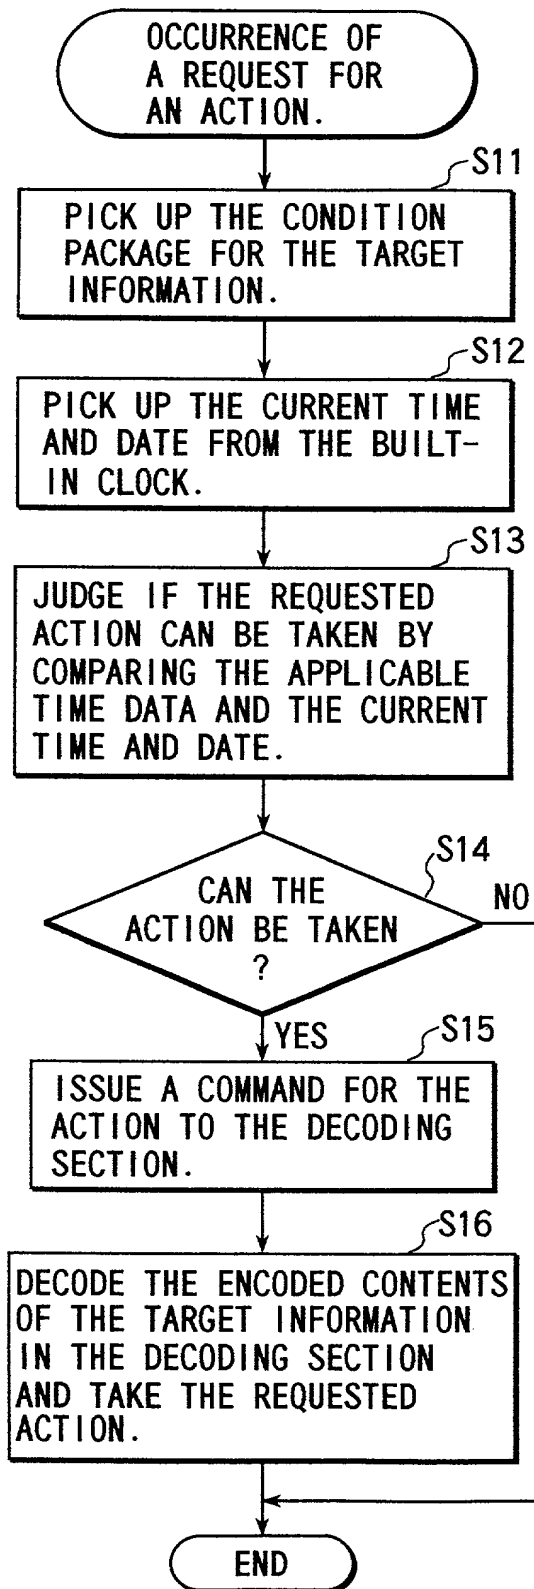 OCCURRENCE OF
A REQUEST FOR
AN ACTION.
S11
PICK UP THE CONDITION
PACKAGE FOR THE TARGET
INFORMATION.
S12
PICK UP THE CURRENT TIME
AND DATE FROM THE BUILT-
IN CLOCK.
S13
JUDGE IF THE REQUESTED
ACTION CAN BE TAKEN BY
COMPARING THE APPLICABLE
TIME DATA AND THE CURRENT
TIME AND DATE.
S14
CAN THE
ACTION BE TAKEN
?
NO
YES
S15
ISSUE A COMMAND FOR THE
ACTION TO THE DECODING
SECTION.
S16
DECODE THE ENCODED CONTENTS
OF THE TARGET INFORMATION
IN THE DECODING SECTION
AND TAKE THE REQUESTED
ACTION.
END